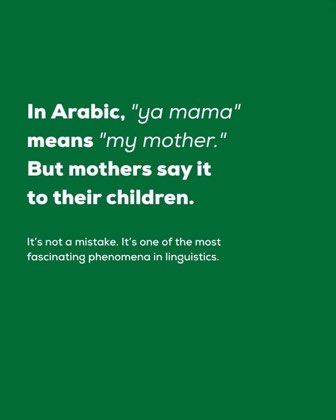 In Arabic, "ya mama"
means "my mother."
But mothers say it
to their children.
It's not a mistake. It's one of the most
fascinating phenomena in linguistics.